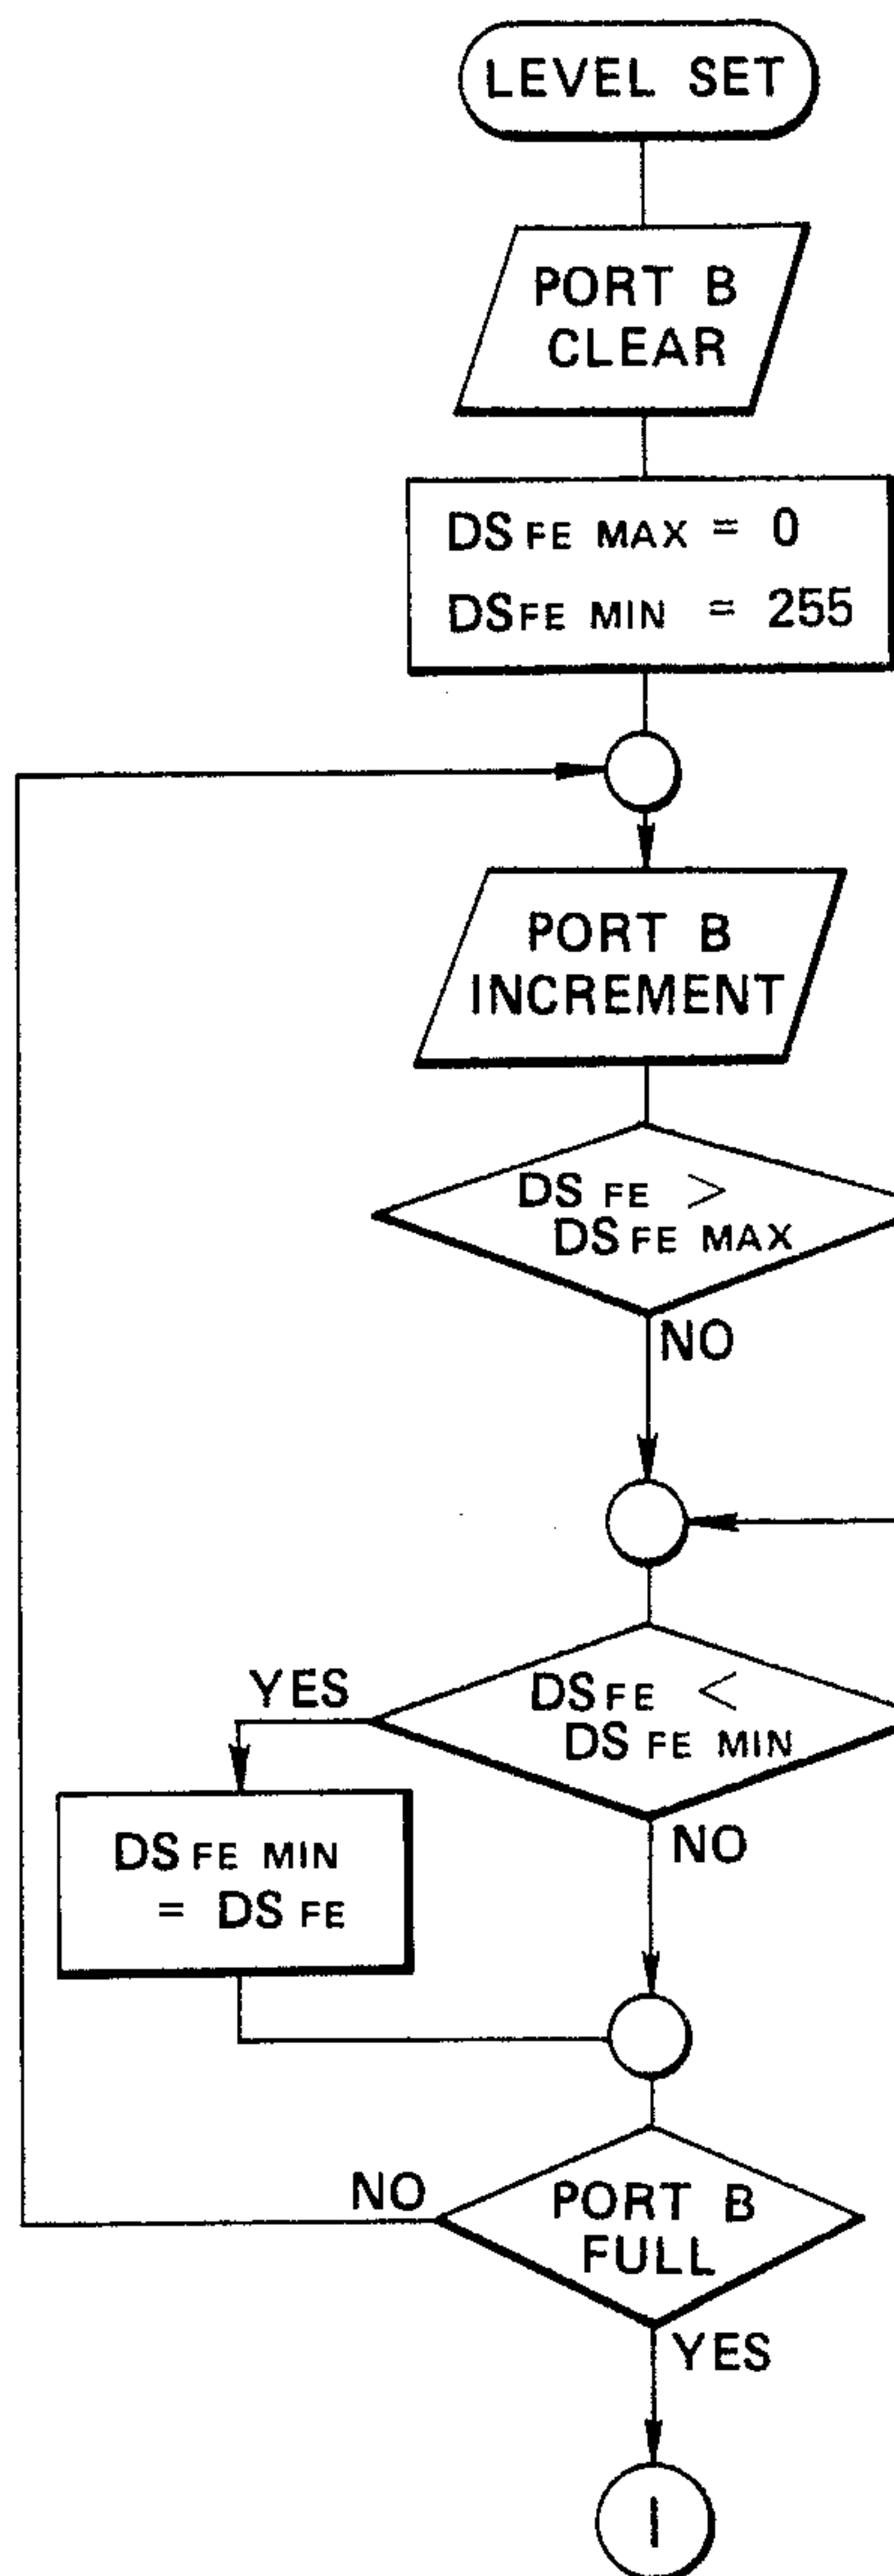 LEVEL SET
PORT B
CLEAR
DS FE MAX = 0
DS FE MIN = 255
PORT B
INCREMENT
DS FE >
DS FE MAX
NO
YES
DS FE <
DS FE MIN
NO
DS FE MIN
= DS FE
NO
PORT B
FULL
YES
I